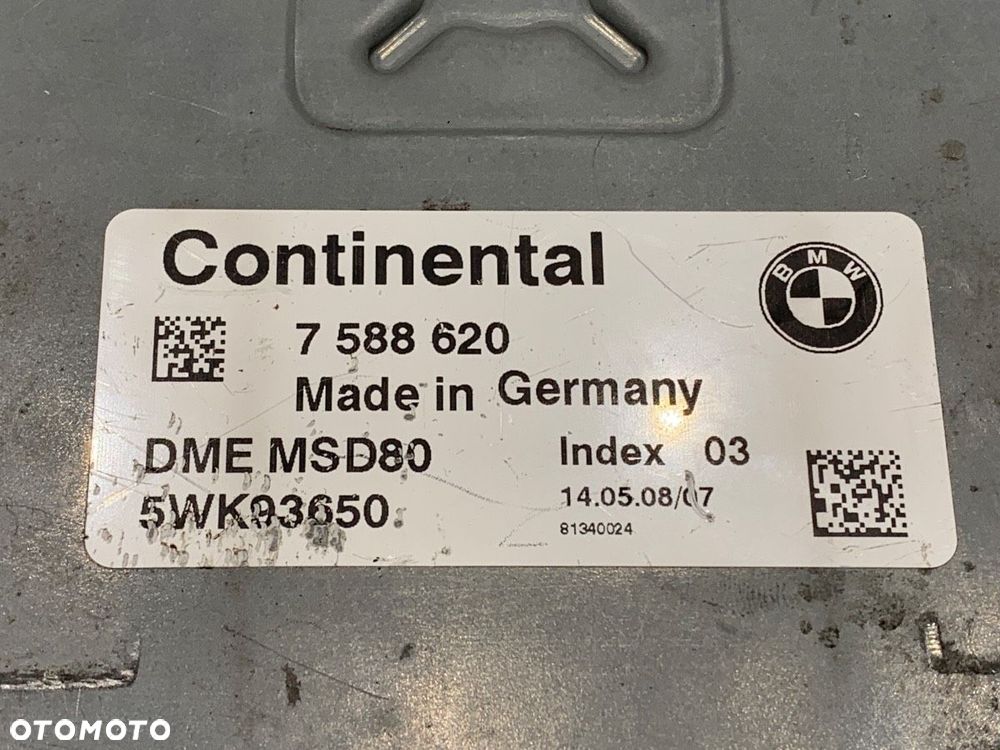 Continental
BMW
7 588 620
Made in Germany
DME MSD80
Index 03
5WK93650
14.05.08/07
81340024
OTOMOTO